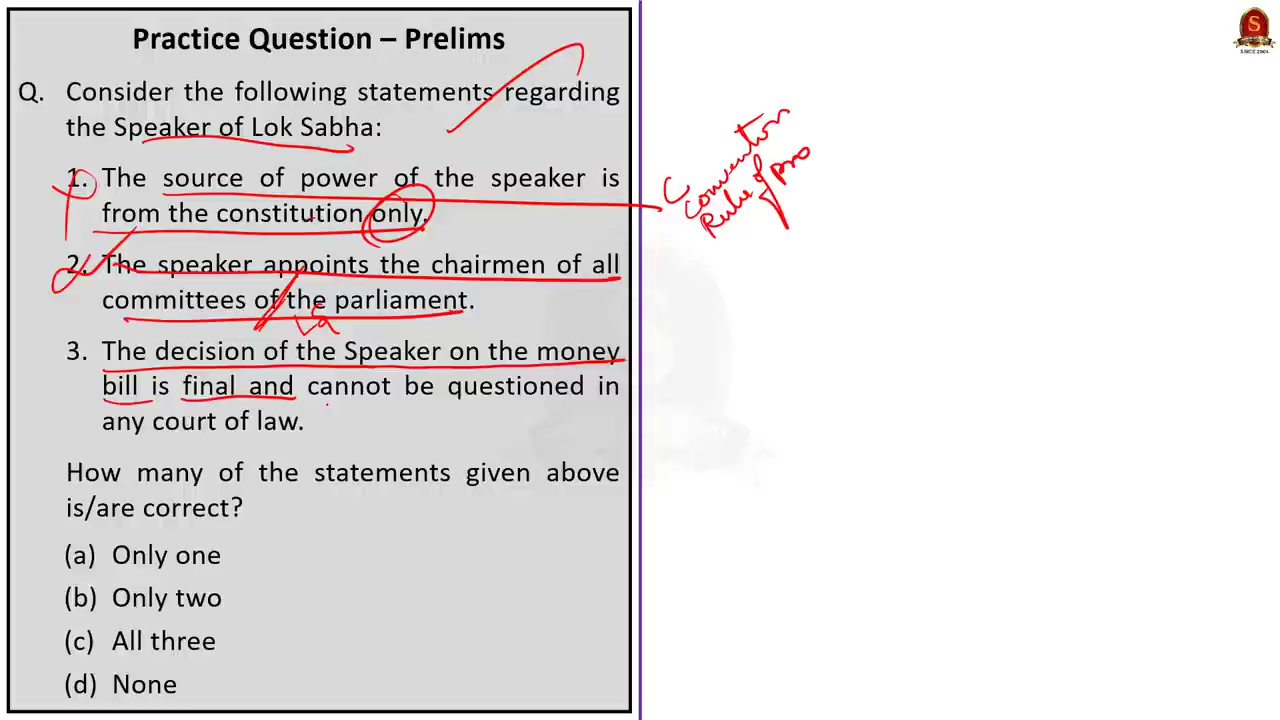 Practice Question – Prelims
Q. Consider the following statements regarding
the Speaker of Lok Sabha:
1. The source of power of the speaker is
from the constitution only.
2. The speaker appoints the chairmen of all
committees of the parliament.
LS
3. The decision of the Speaker on the money
bill is final and cannot be questioned in
any court of law.
How many of the statements given above
is/are correct?
(a) Only one
(b) Only two
(c) All three
(d) None
C
Convention
Rule of Pro
S
SINCE 2004